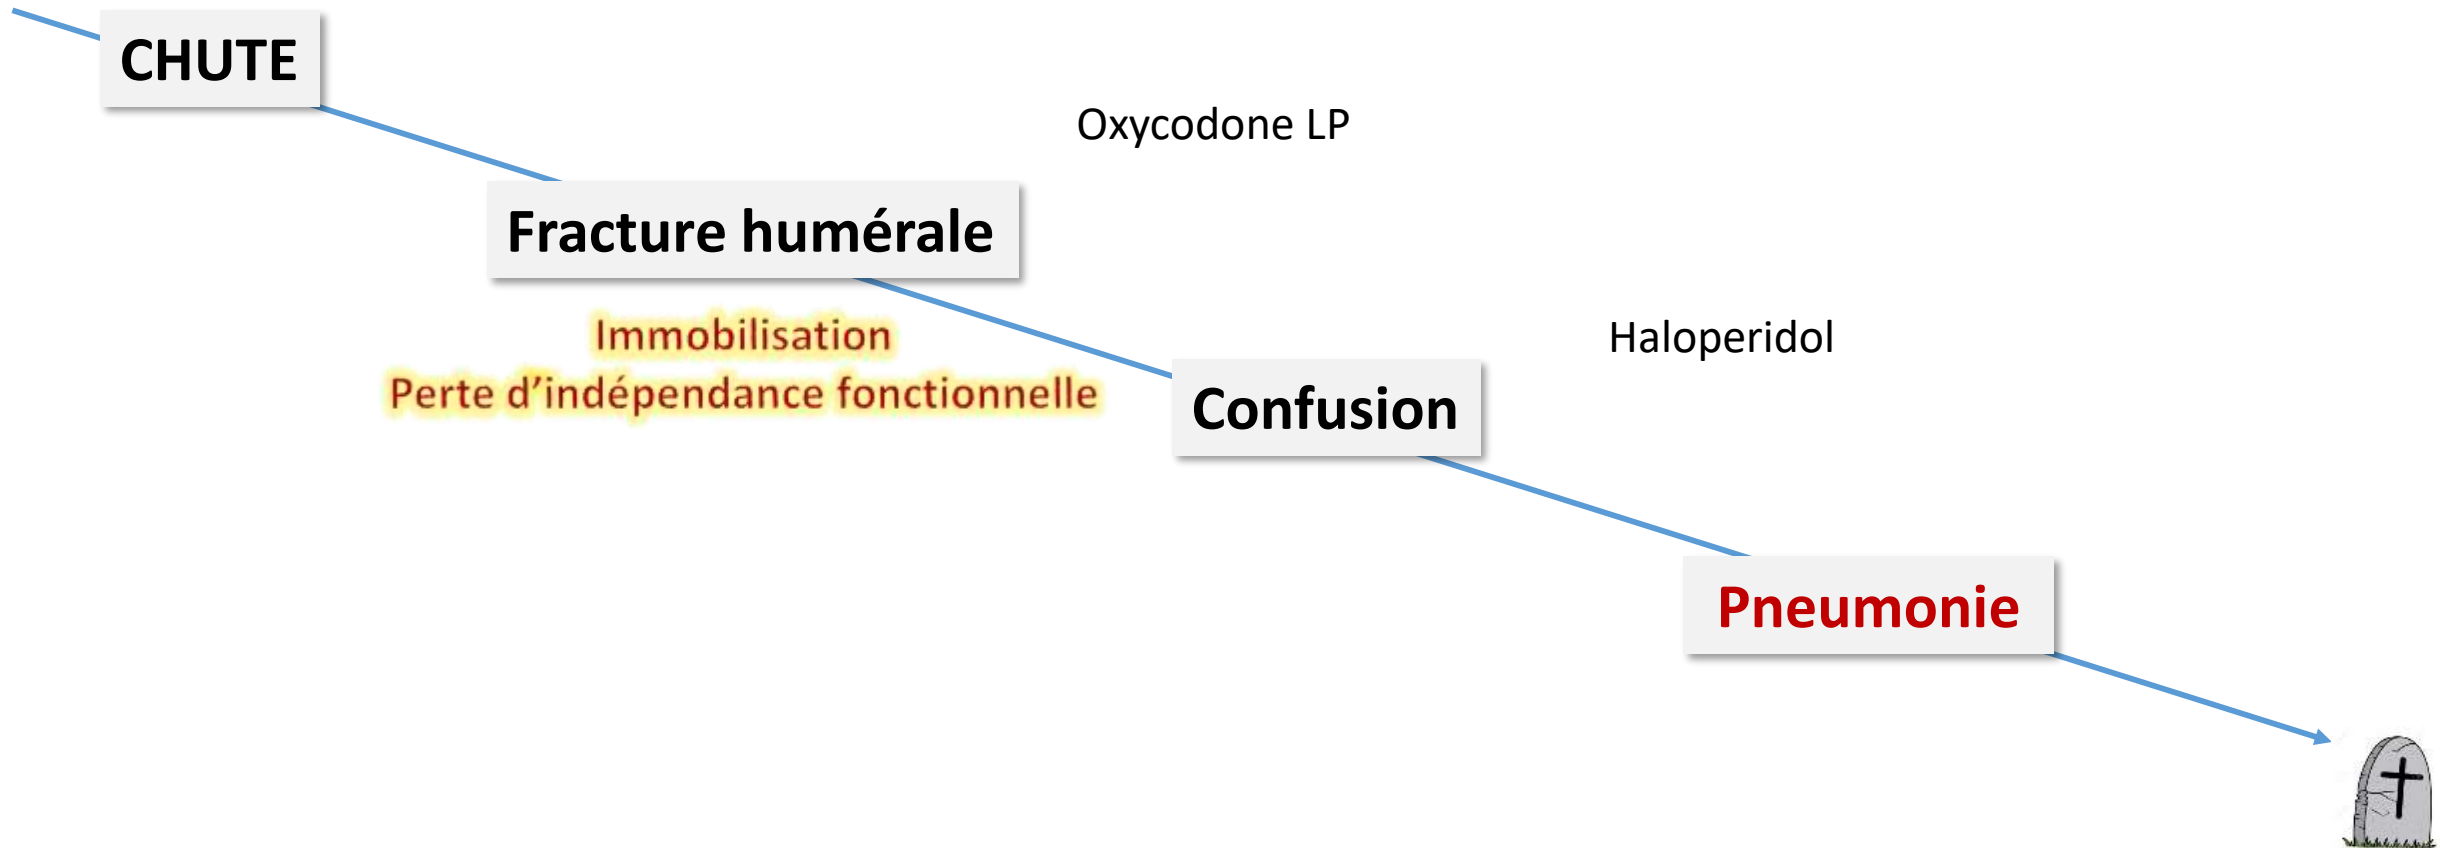 CHUTE
Oxycodone LP
Fracture humérale
Immobilisation
Perte d’indépendance fonctionnelle
Haloperidol
Confusion
Pneumonie